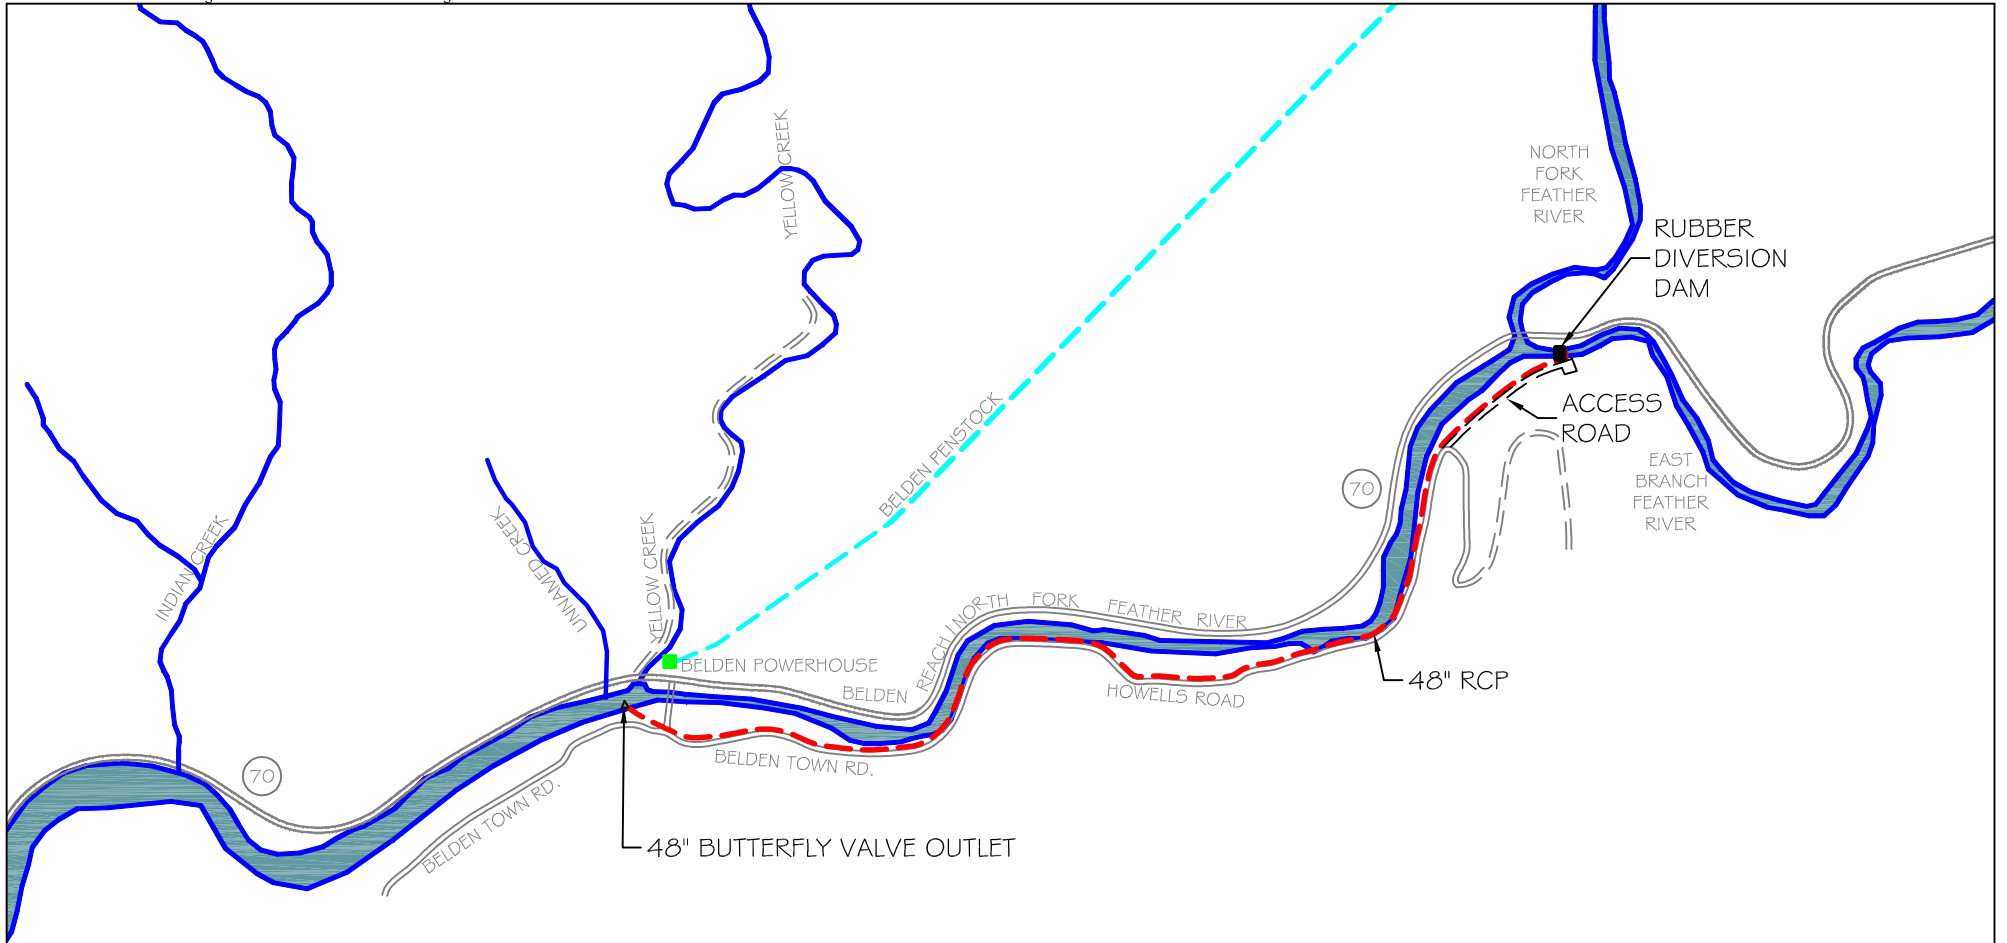 YELLOW CREEK
NORTH
FORK
FEATHER
RIVER
RUBBER
DIVERSION
DAM
BELDEN PENSTOCK
ACCESS
ROAD
EAST
BRANCH
FEATHER
RIVER
70
INDIAN CREEK
UNNAMED CREEK
YELLOW CREEK
BELDEN REACH / NORTH FORK FEATHER RIVER
BELDEN POWERHOUSE
48" RCP
HOWELLS ROAD
BELDEN TOWN RD.
70
BELDEN TOWN RD.
48" BUTTERFLY VALVE OUTLET